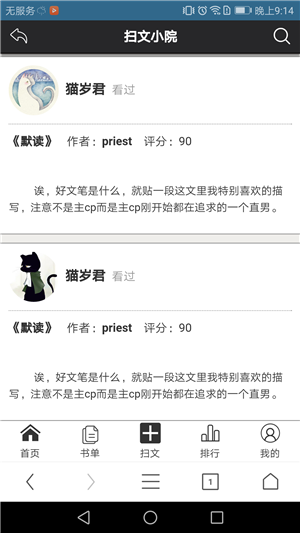 无服务 晚上9:14
扫文小院
猫岁君 看过
《默读》 作者：priest 评分：90
诶，好文笔是什么，就贴一段这文里我特别喜欢的描
写，注意不是主cp而是主cp刚开始都在追求的一个直男。
猫岁君 看过
《默读》 作者：priest 评分：90
诶，好文笔是什么，就贴一段这文里我特别喜欢的描
写，注意不是主cp而是主cp刚开始都在追求的一个直男。
首页 书单 扫文 排行 我的
1